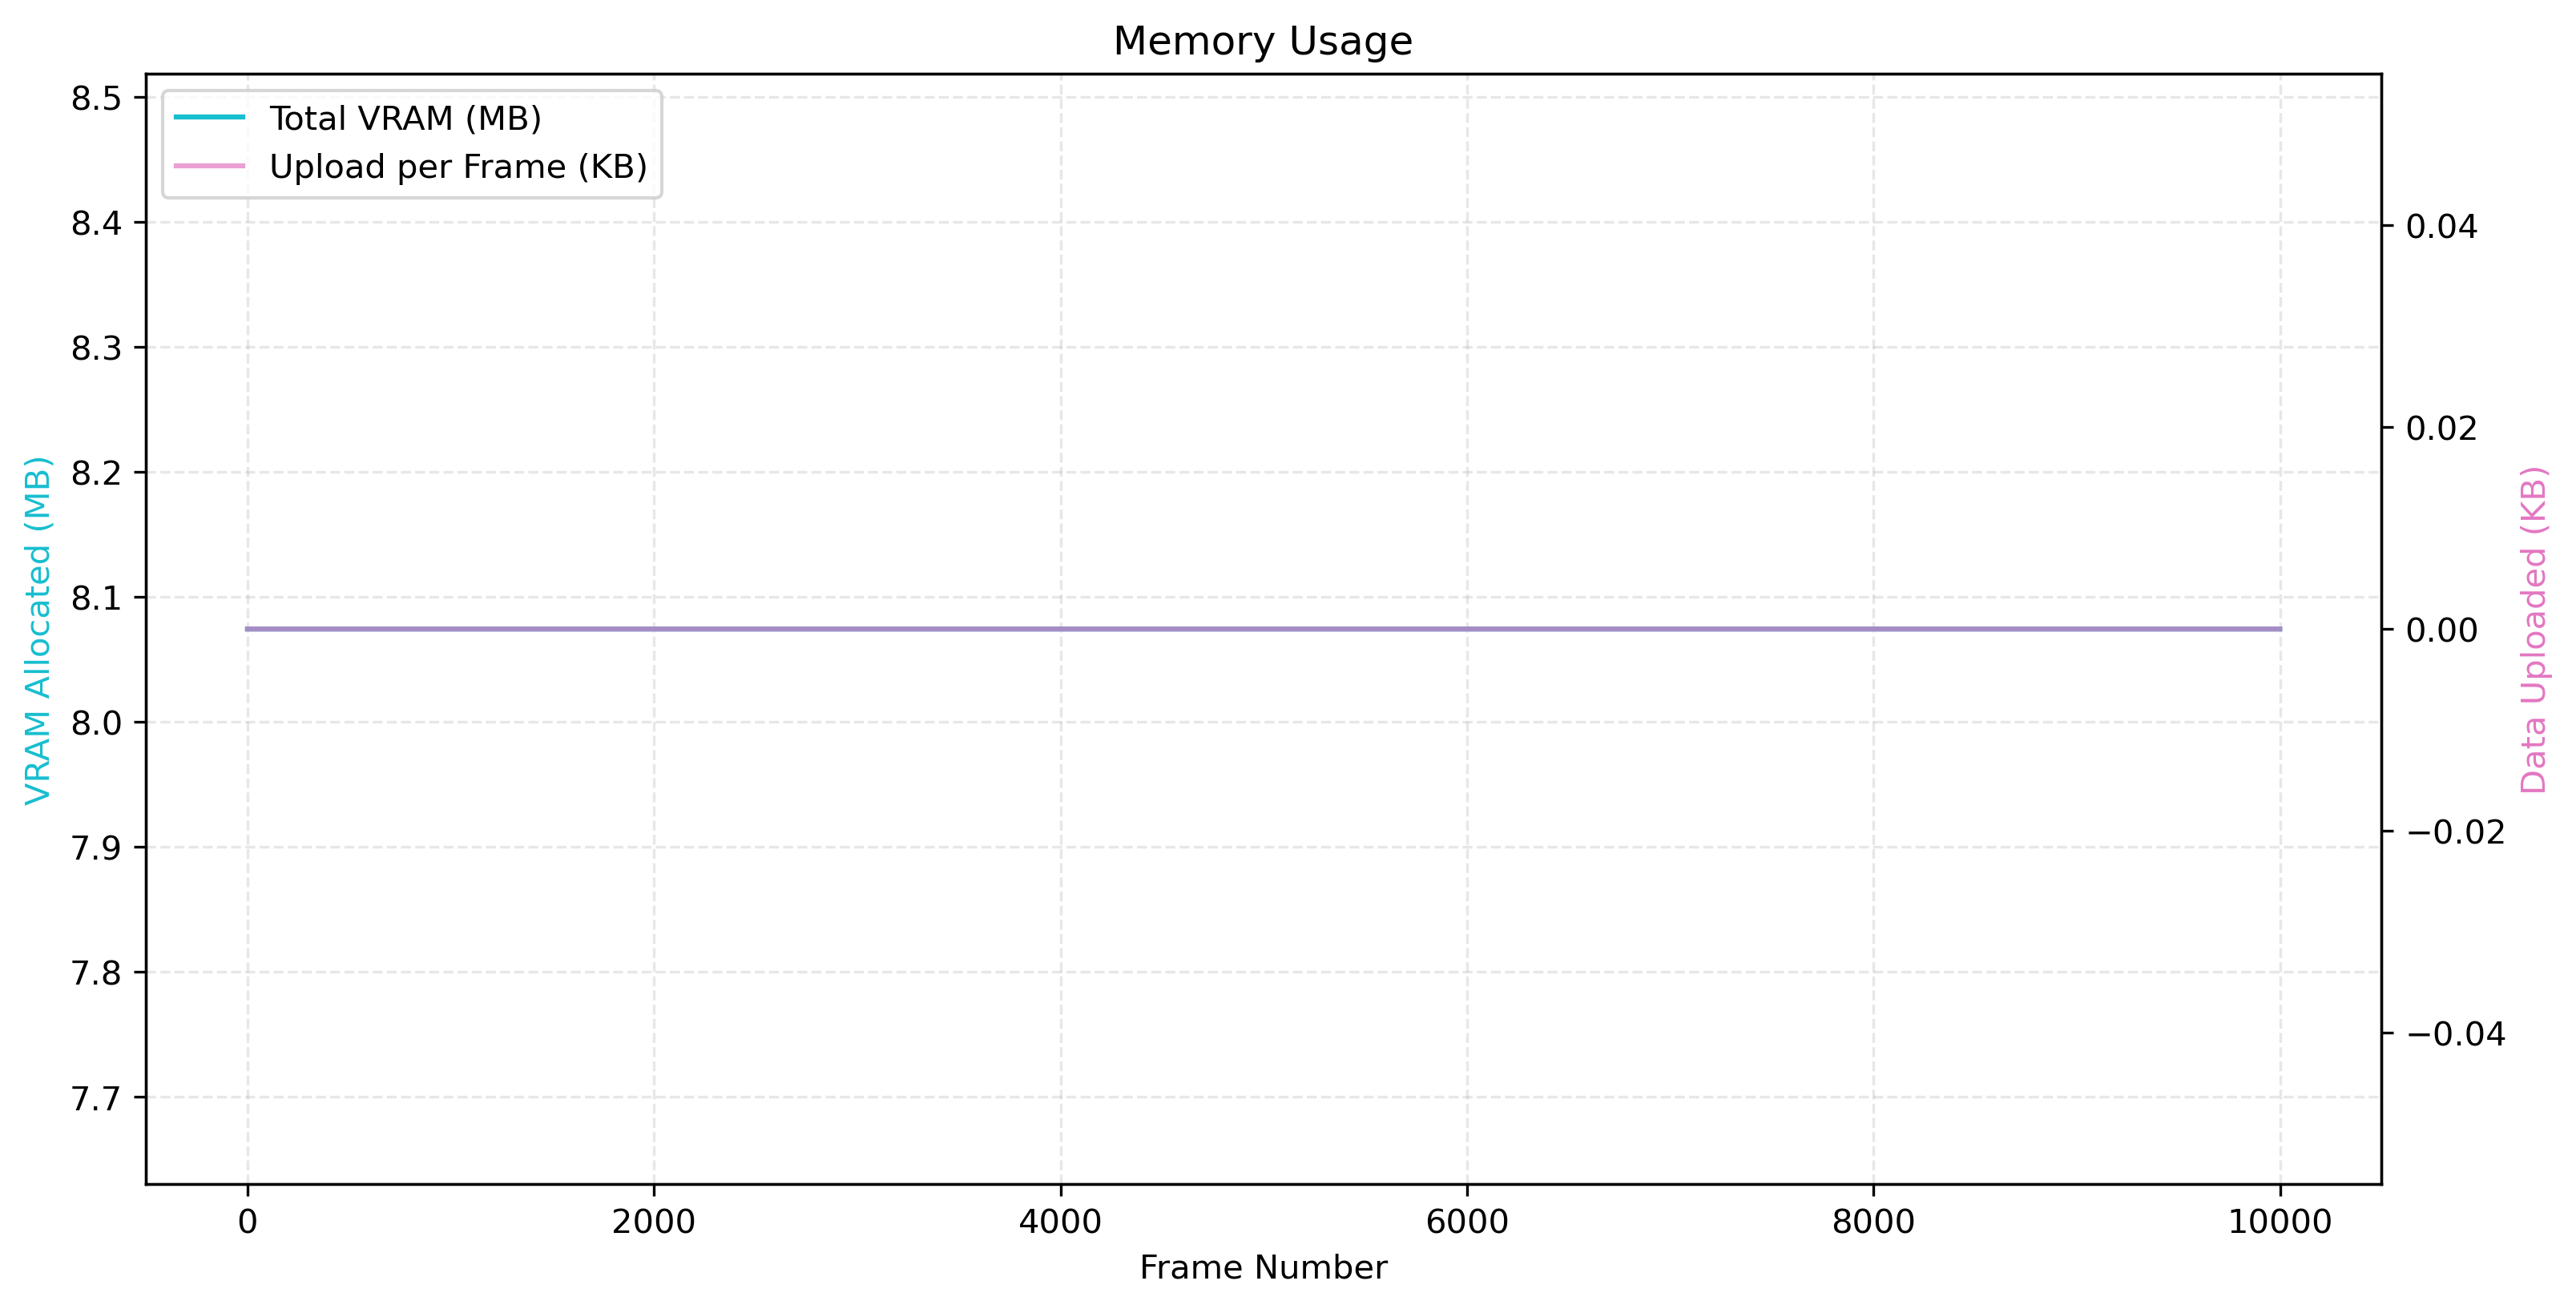 Memory Usage
Total VRAM (MB)
Upload per Frame (KB)
VRAM Allocated (MB)
8.5
8.4
8.3
8.2
8.1
8.0
7.9
7.8
7.7
0.04
0.02
0.00
−0.02
−0.04
Data Uploaded (KB)
0 2000 4000 6000 8000 10000
Frame Number